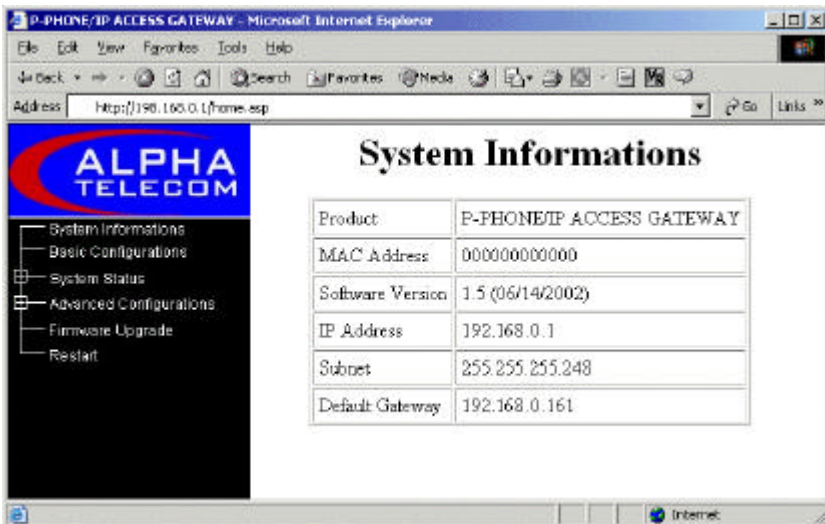 P-PHONE/IP ACCESS GATEWAY - Microsoft Internet Explorer
File Edit View Favorites Tools Help
Back Search Favorites Media
Address http://198.168.0.1/home.asp Go Links »
ALPHA
TELECOM
System Informations
Basic Configurations
System Status
Advanced Configurations
Firmware Upgrade
Restart
System Informations
Product P-PHONE/IP ACCESS GATEWAY
MAC Address 000000000000
Software Version 1.5 (06/14/2002)
IP Address 192.168.0.1
Subnet 255.255.255.248
Default Gateway 192.168.0.161
Internet